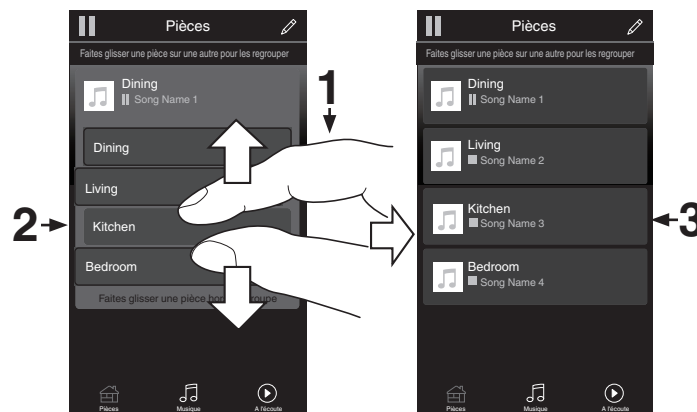 Pièces
Faites glisser une pièce sur une autre pour les regrouper
Dining
Song Name 1
Dining
Living
Kitchen
Bedroom
Faites glisser une pièce
Pièces
Musique
A l'écoute
1
2
Pièces
Faites glisser une pièce sur une autre pour les regrouper
Dining
Song Name 1
Living
Song Name 2
Kitchen
Song Name 3
Bedroom
Song Name 4
Pièces
Musique
A l'écoute
3